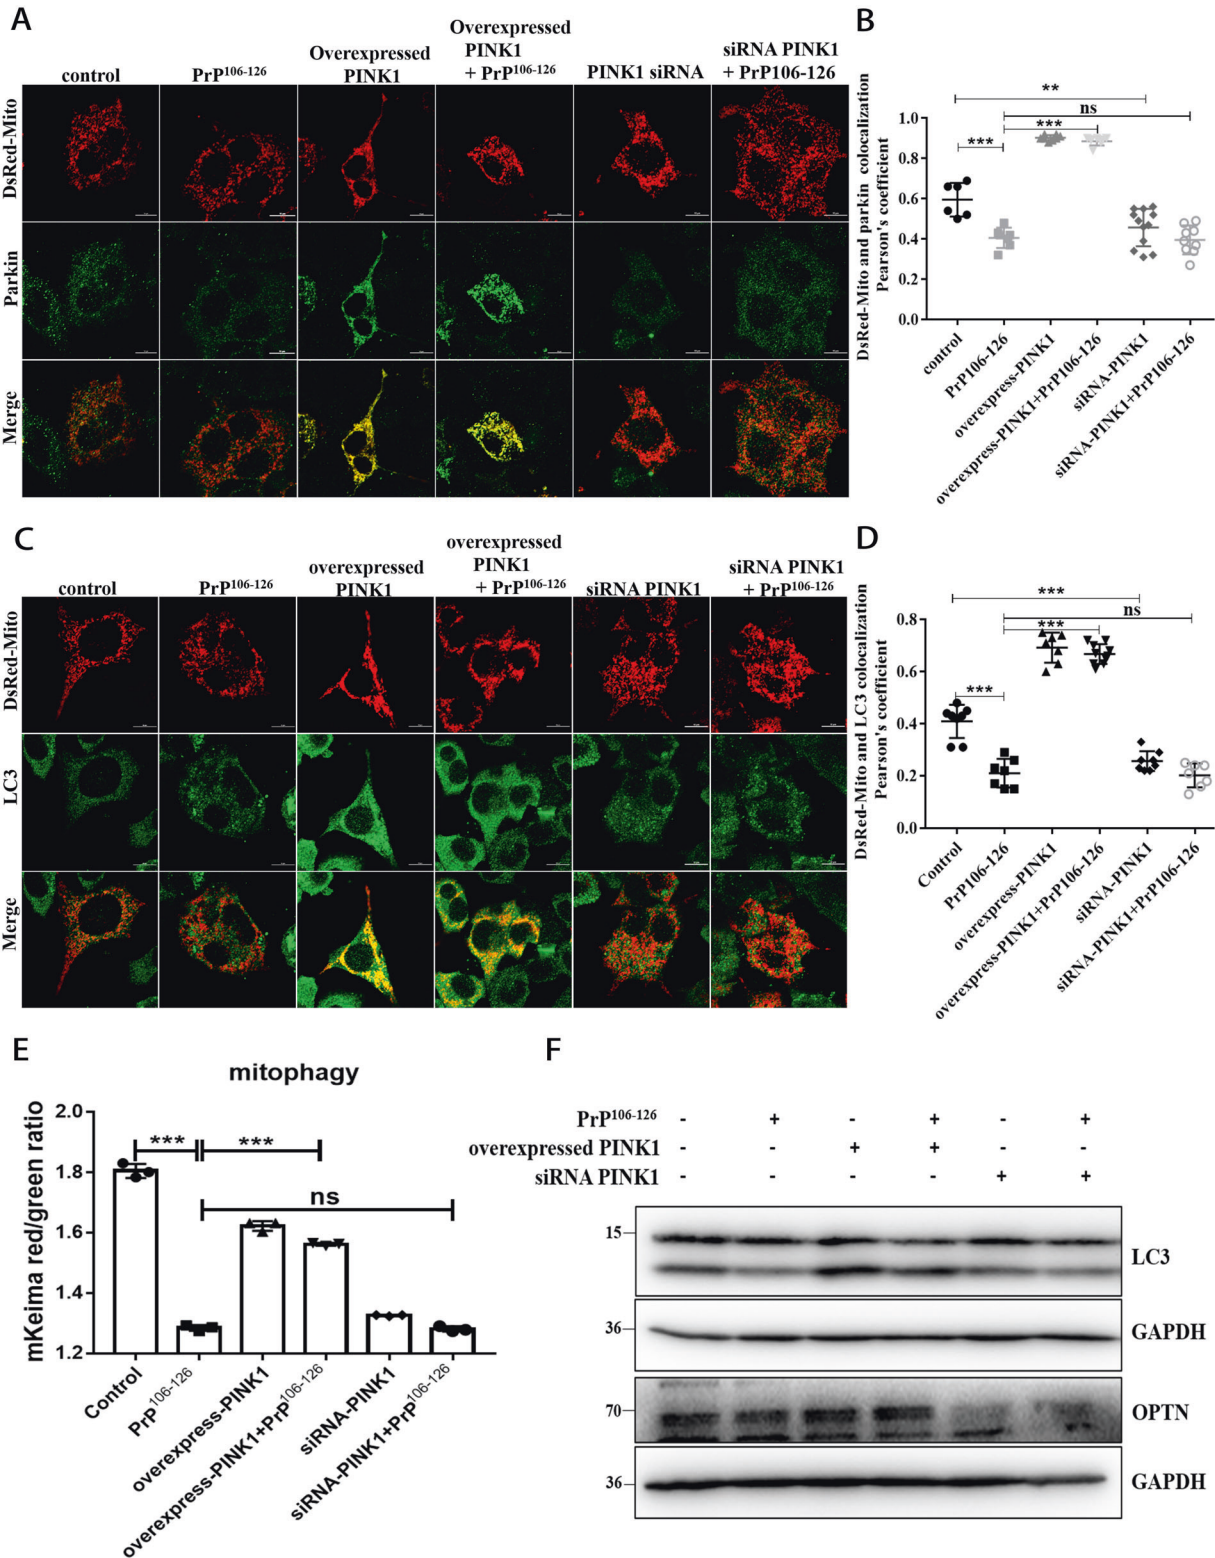 A
control
PrP106-126
Overexpressed
PINK1
Overexpressed
PINK1
+ PrP106-126
PINK1 siRNA
siRNA PINK1
+ PrP106-126
DsRed-Mito
Parkin
Merge
B
DsRed-Mito and parkin colocalization
Pearson's coefficient
**
ns
***
***
1.0
0.8
0.6
0.4
0.2
0.0
control
PrP106-126
overexpress-PINK1
overexpress-PINK1+PrP106-126
siRNA-PINK1
siRNA-PINK1+PrP106-126
C
control
PrP106-126
overexpressed
PINK1
overexpressed
PINK1
+ PrP106-126
siRNA PINK1
siRNA PINK1
+ PrP106-126
DsRed-Mito
LC3
Merge
D
DsRed-Mito and LC3 colocalization
Pearson's coefficient
***
ns
***
***
0.8
0.6
0.4
0.2
0.0
Control
PrP106-126
overexpress-PINK1
overexpress-PINK1+PrP106-126
siRNA-PINK1
siRNA-PINK1+PrP106-126
E
mitophagy
mKeima red/green ratio
2.0
1.8
1.6
1.4
1.2
***
***
ns
Control
PrP106-126
overexpress-PINK1
overexpress-PINK1+PrP106-126
siRNA-PINK1
siRNA-PINK1+PrP106-126
F
PrP106-126 - + - + - +
overexpressed PINK1 - - + + - -
siRNA PINK1 - - - - + +
15
LC3
36
GAPDH
70
OPTN
36
GAPDH